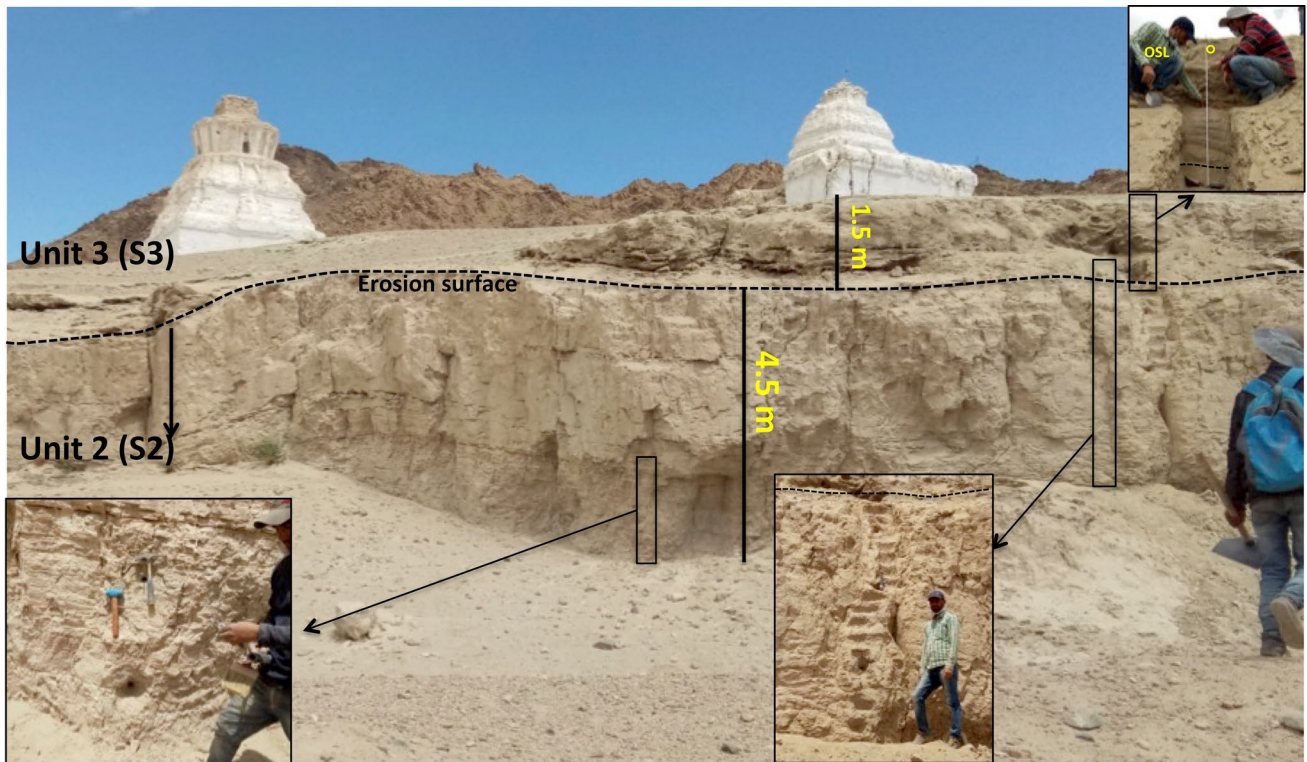 OSL
Unit 3 (S3)
1.5 m
Erosion surface
4.5 m
Unit 2 (S2)